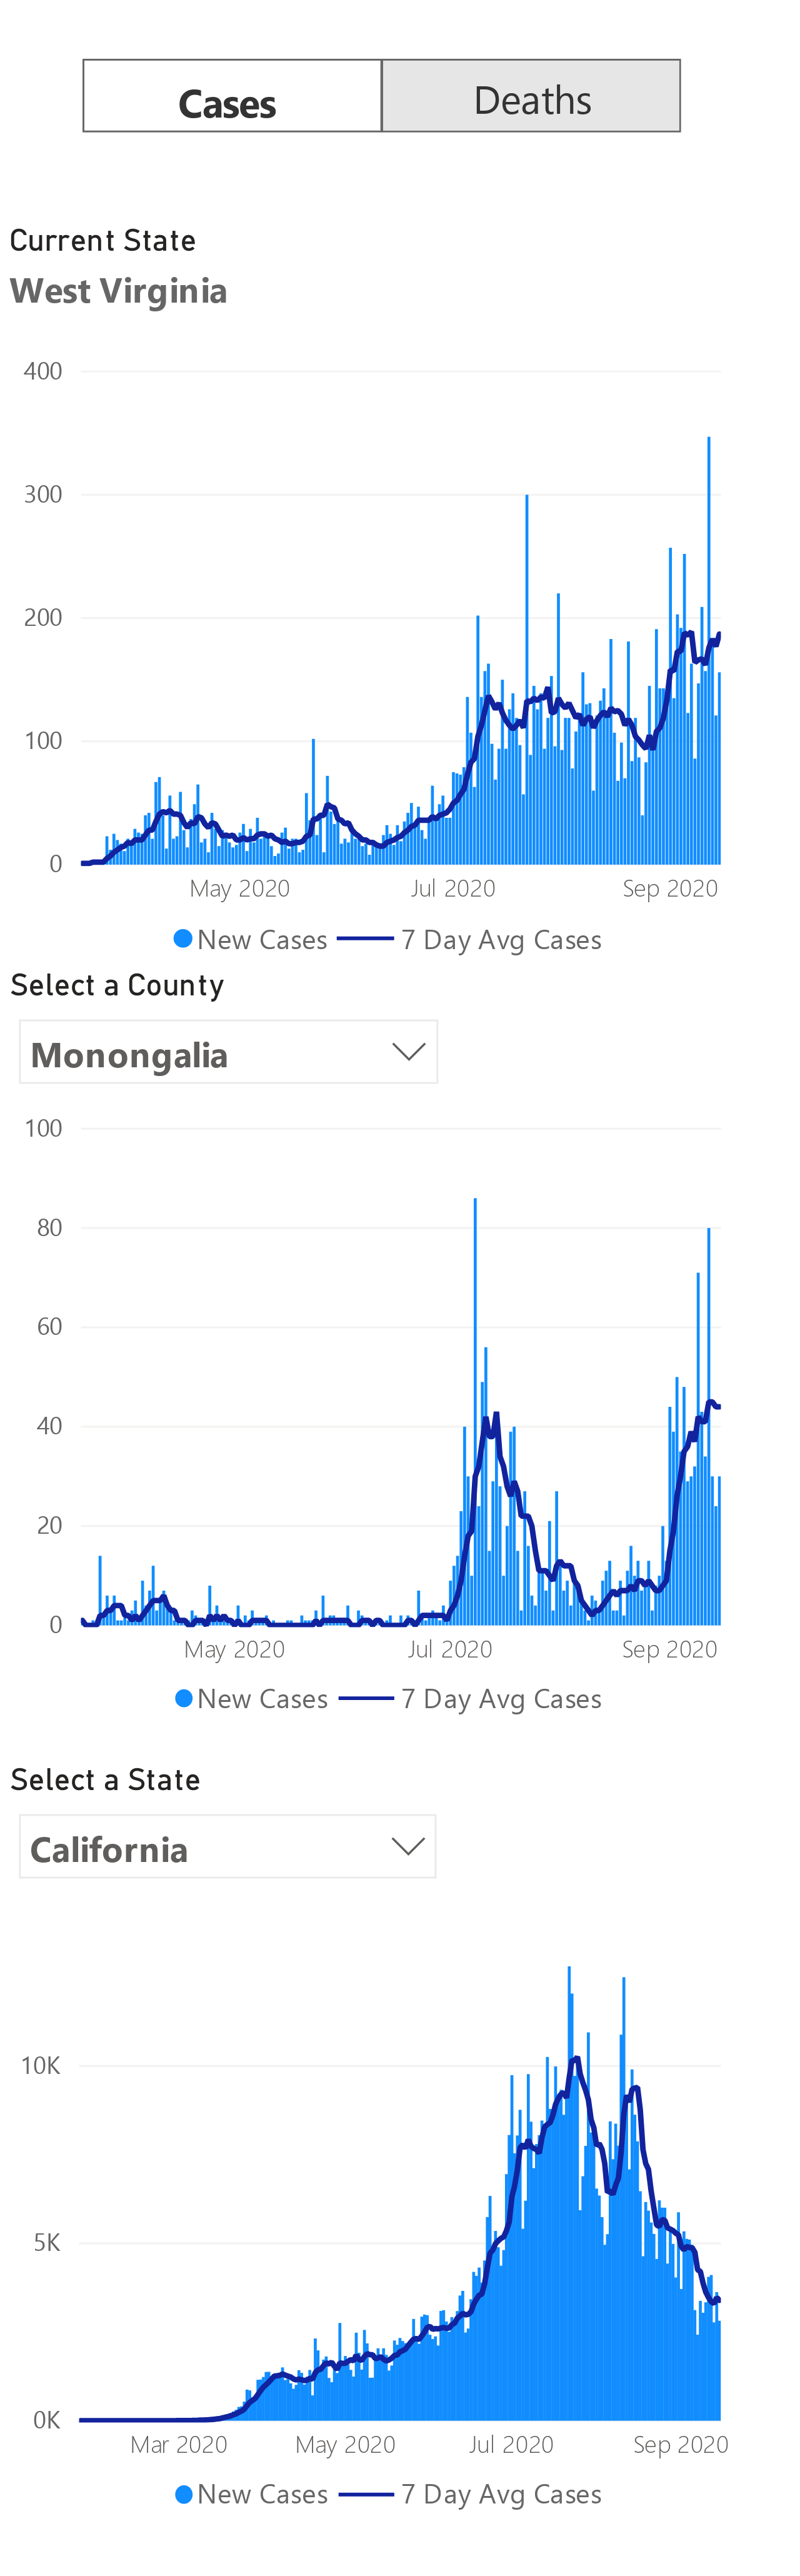 Cases Deaths
Current State
West Virginia
400
300
200
100
0
May 2020 Jul 2020 Sep 2020
New Cases 7 Day Avg Cases
Select a County
Monongalia
100
80
60
40
20
0
May 2020 Jul 2020 Sep 2020
New Cases 7 Day Avg Cases
Select a State
California
10K
5K
0K
Mar 2020 May 2020 Jul 2020 Sep 2020
New Cases 7 Day Avg Cases